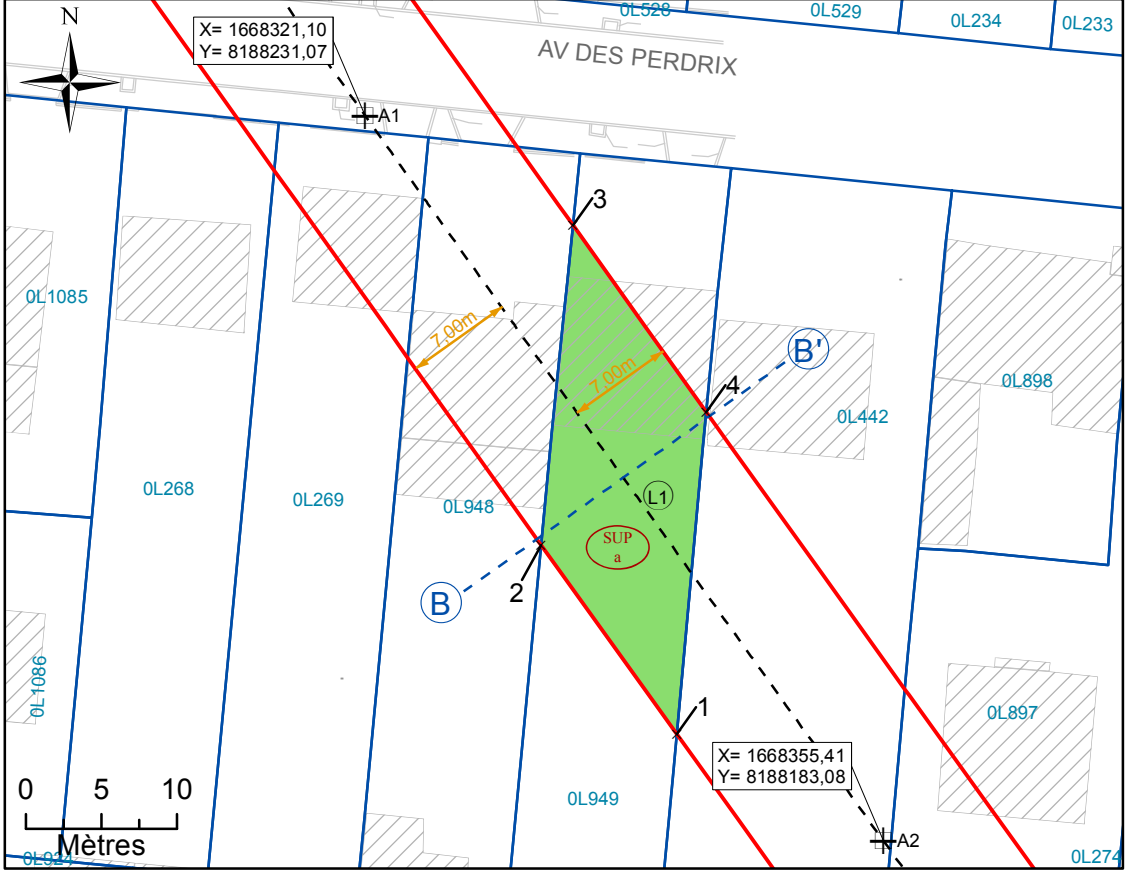 0L528
0L529
0L234
0L233
N
X= 1668321,10
Y= 8188231,07
AV DES PERDRIX
A1
3
0L1085
7,00m
7,00m
B'
4
0L898
0L442
0L268
0L269
0L948
L1
SUP
a
2
B
0L1086
1
0L897
X= 1668355,41
Y= 8188183,08
0 5 10
Mètres
0L949
A2
0L924
0L274